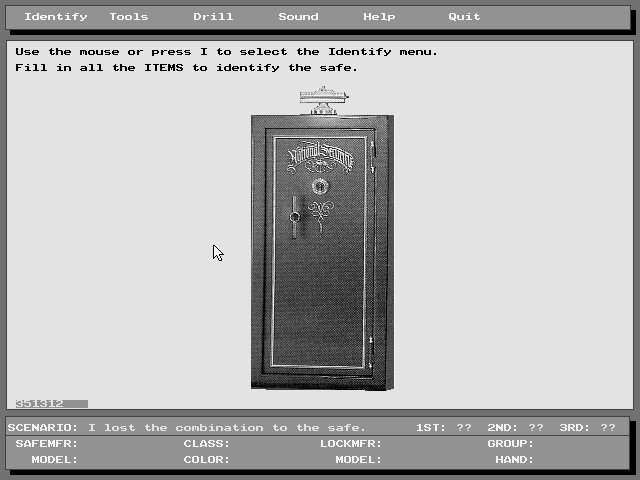 Identify Tools Drill Sound Help Quit
Use the mouse or press I to select the Identify menu.
Fill in all the ITEMS to identify the safe.
National Security
351312
SCENARIO: I lost the combination to the safe. 1ST: ?? 2ND: ?? 3RD: ??
SAFEMFR: CLASS: LOCKMFR: GROUP:
MODEL: COLOR: MODEL: HAND: